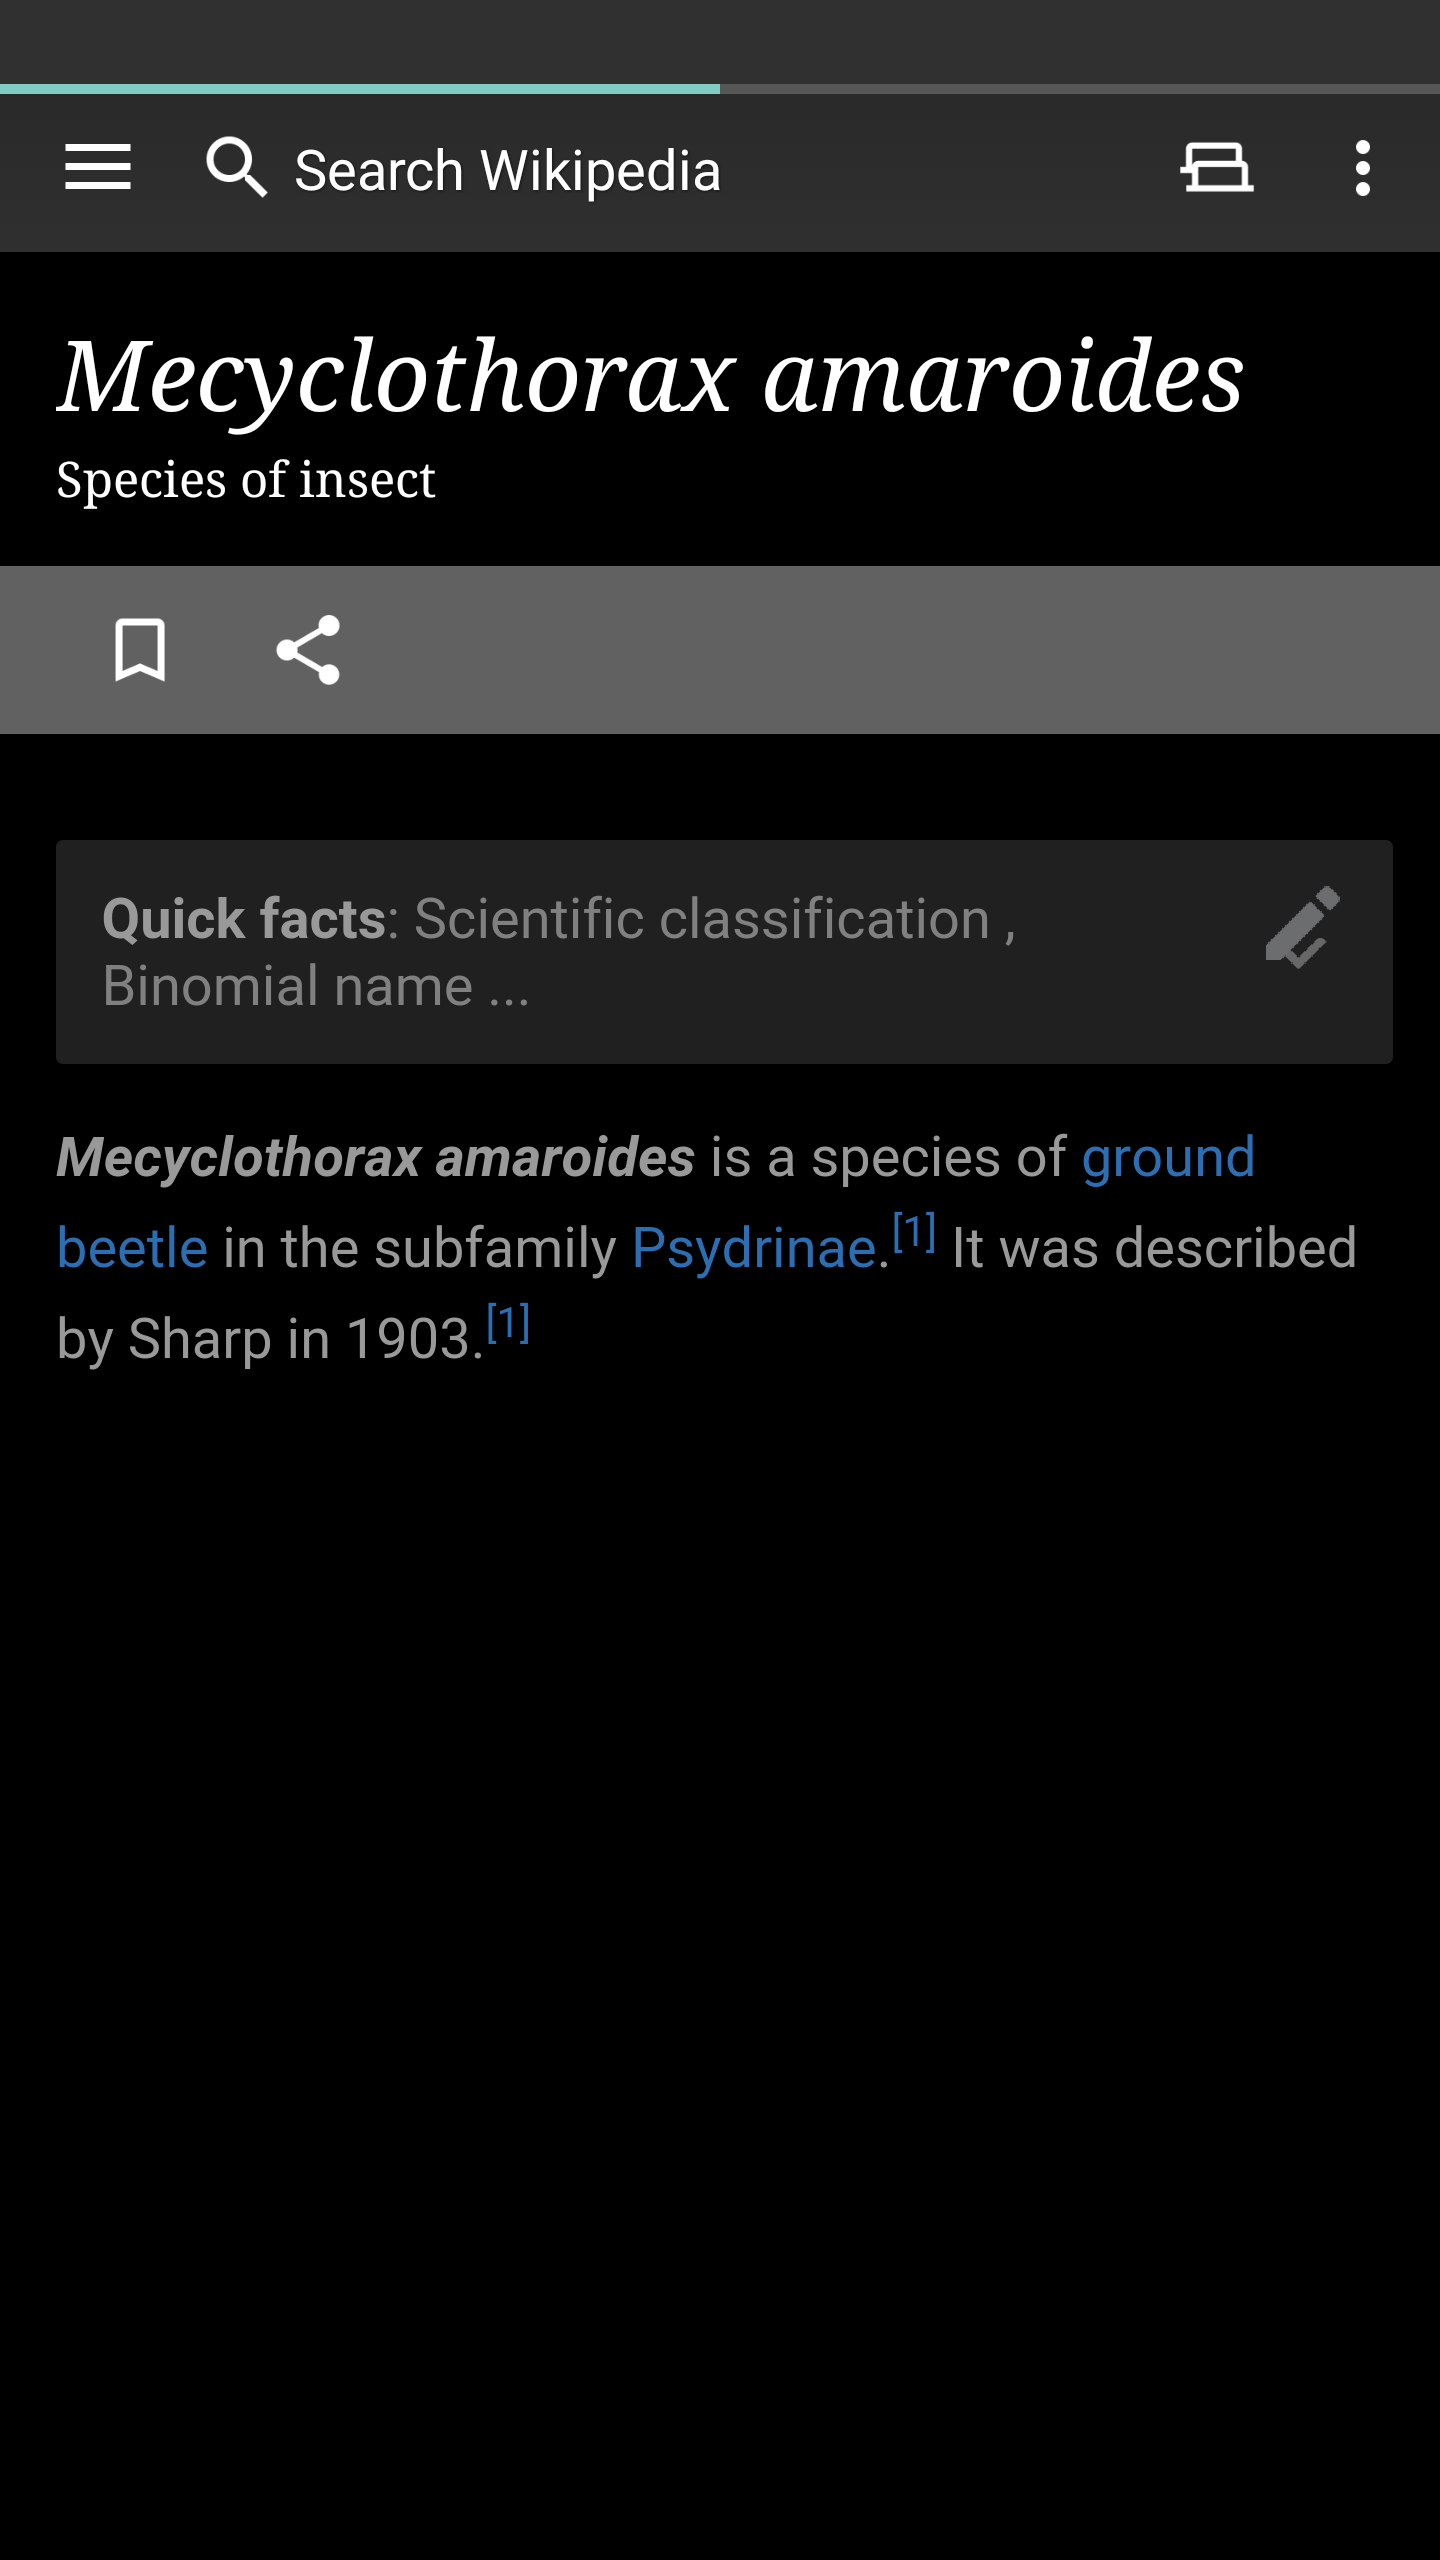 Search Wikipedia
Mecyclothorax amaroides
Species of insect
Quick facts: Scientific classification ,
Binomial name ...
Mecyclothorax amaroides is a species of ground
beetle in the subfamily Psydrinae.[1] It was described
by Sharp in 1903.[1]